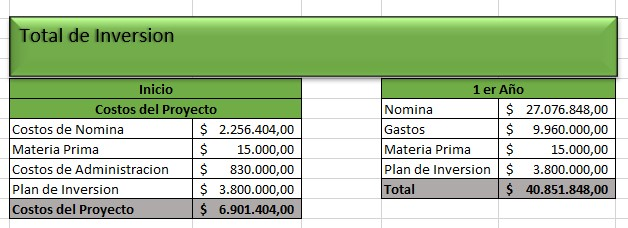 Total de Inversion
Inicio
Costos del Proyecto
Costos de Nomina $ 2.256.404,00
Materia Prima $ 15.000,00
Costos de Administracion $ 830.000,00
Plan de Inversion $ 3.800.000,00
Costos del Proyecto $ 6.901.404,00
1 er Año
Nomina $ 27.076.848,00
Gastos $ 9.960.000,00
Materia Prima $ 15.000,00
Plan de Inversion $ 3.800.000,00
Total $ 40.851.848,00